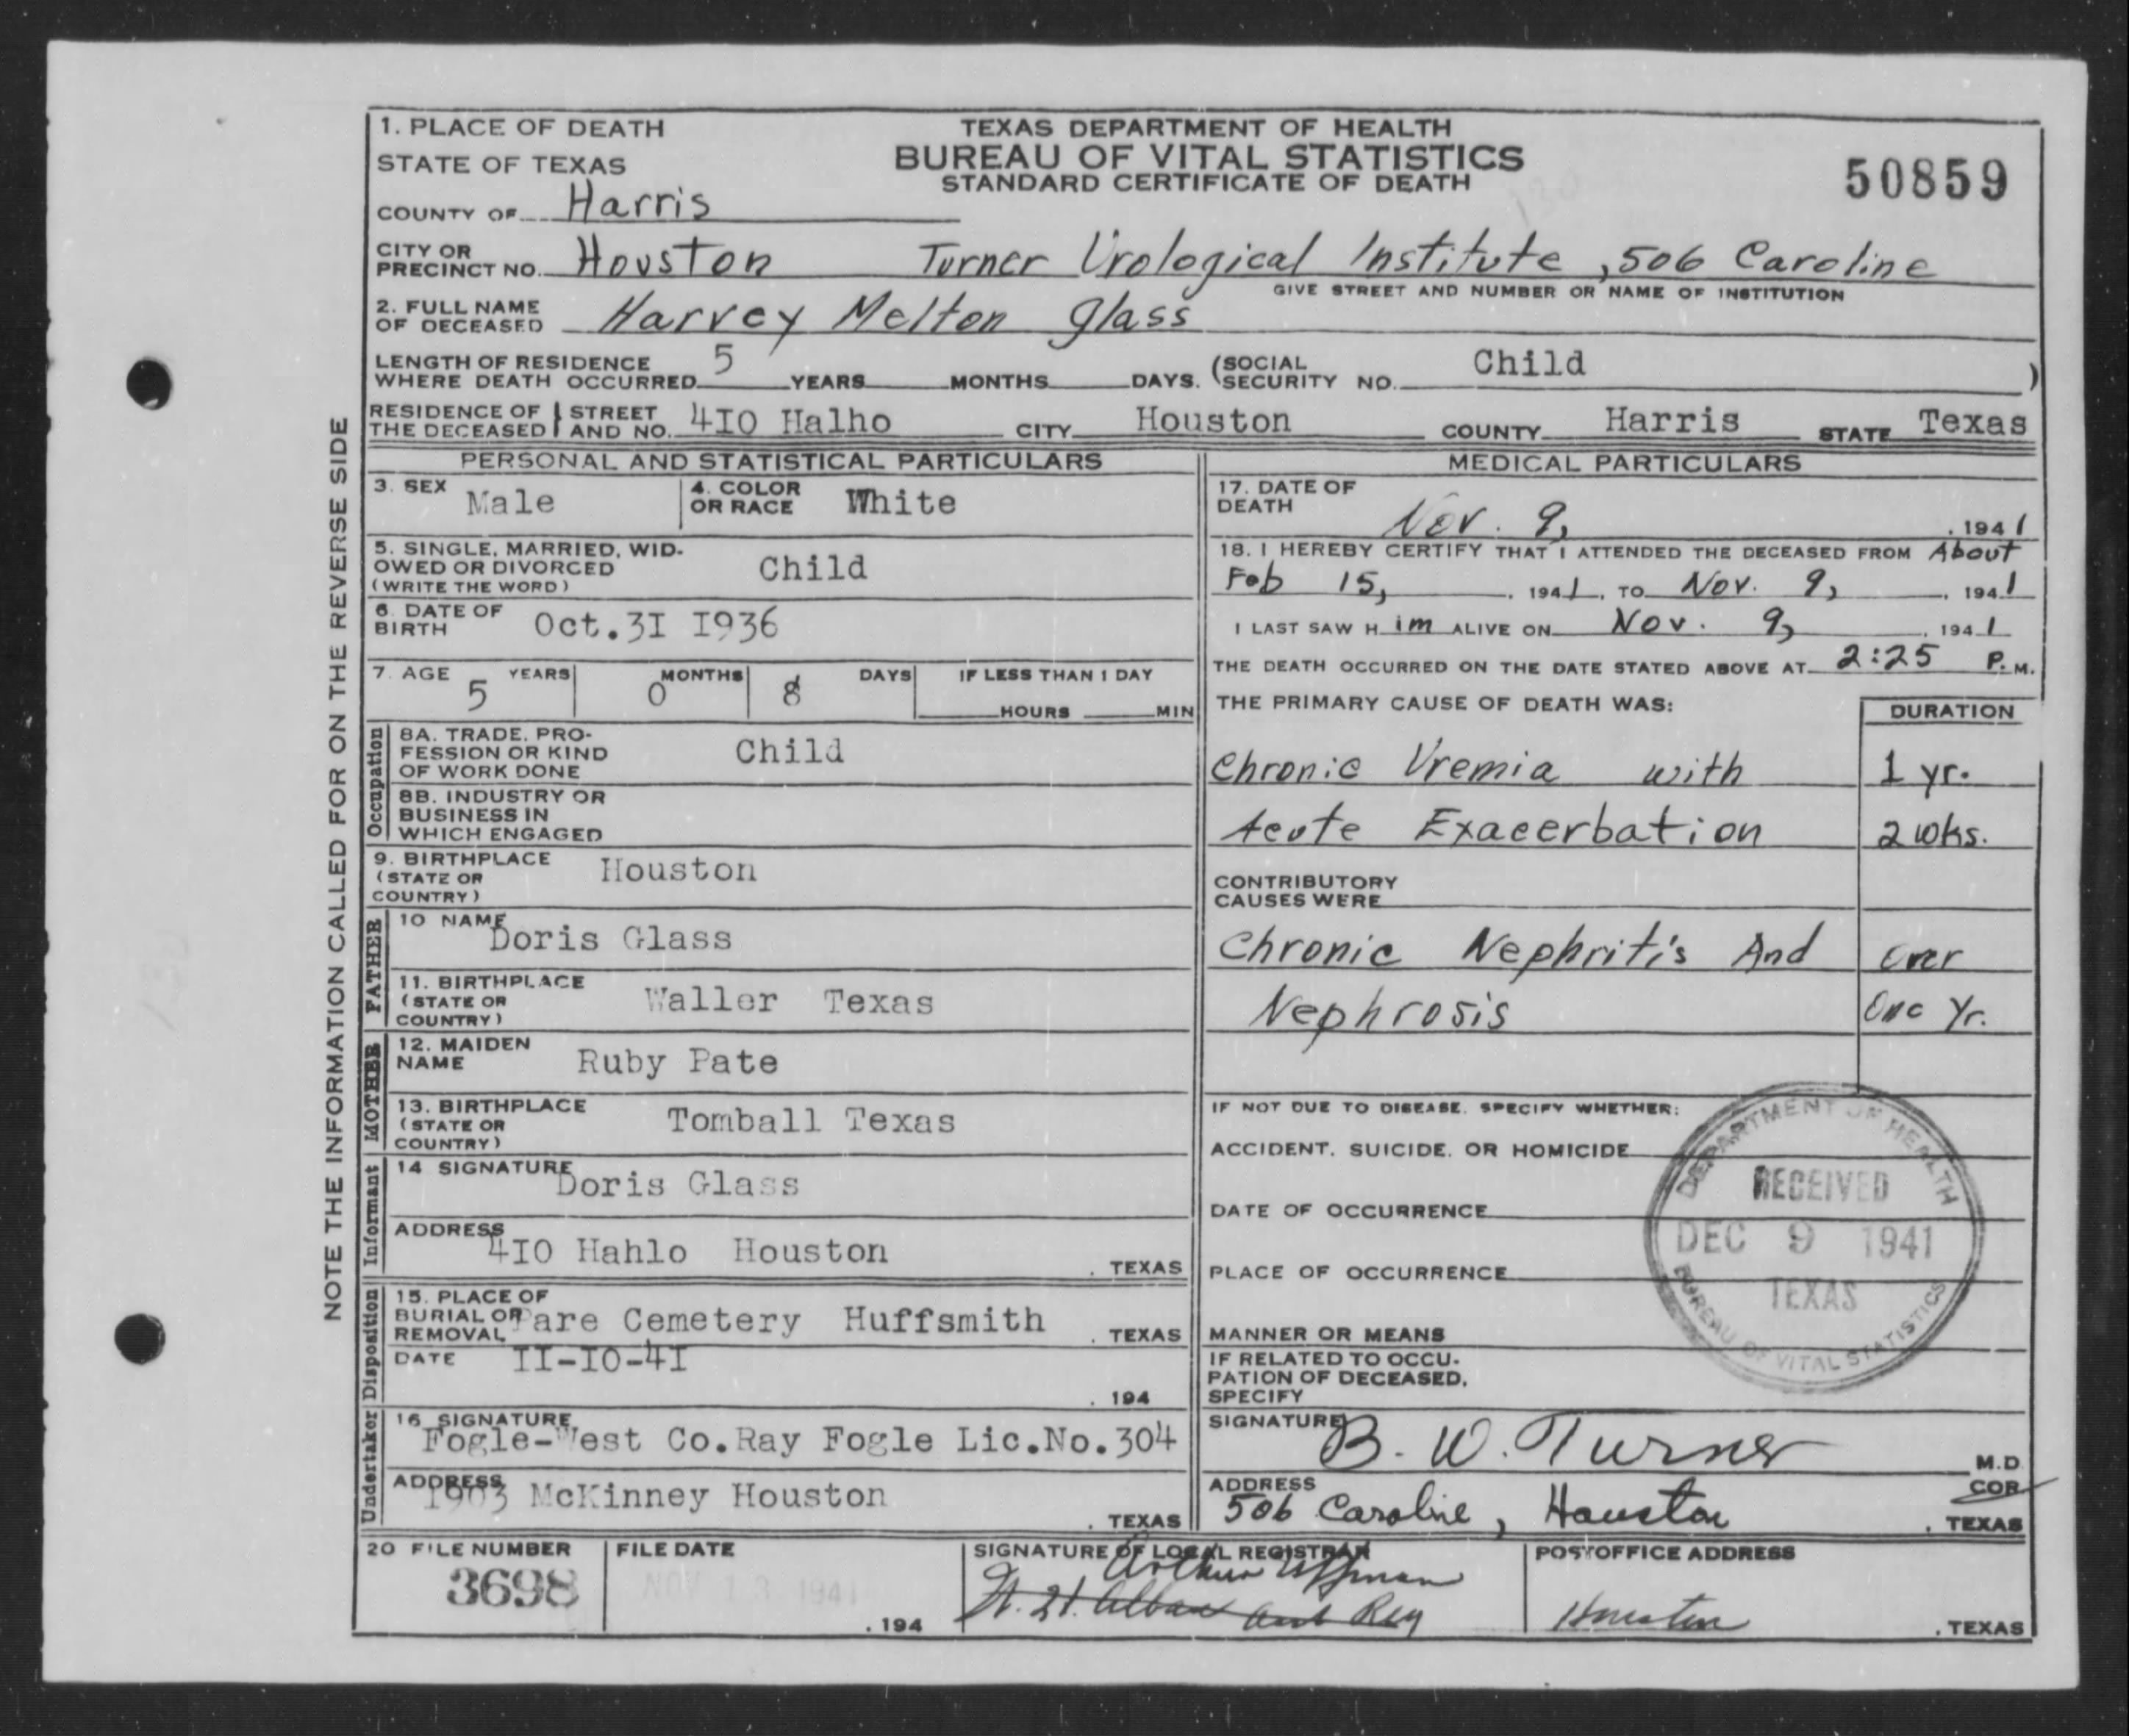 1. PLACE OF DEATH
STATE OF TEXAS
COUNTY OF Harris
TEXAS DEPARTMENT OF HEALTH
BUREAU OF VITAL STATISTICS
STANDARD CERTIFICATE OF DEATH
50859
CITY OR PRECINCT NO. Houston Turner Urological Institute, 506 Caroline
GIVE STREET AND NUMBER OR NAME OF INSTITUTION
2. FULL NAME OF DECEASED Harvey Melton Glass
LENGTH OF RESIDENCE WHERE DEATH OCCURRED 5 YEARS MONTHS DAYS. (SOCIAL SECURITY NO. Child )
RESIDENCE OF THE DECEASED STREET AND NO. 4I0 Halho CITY Houston COUNTY Harris STATE Texas
NOTE THE INFORMATION CALLED FOR ON THE REVERSE SIDE
PERSONAL AND STATISTICAL PARTICULARS
3. SEX Male 4. COLOR OR RACE White
5. SINGLE, MARRIED, WIDOWED OR DIVORCED (WRITE THE WORD) Child
6. DATE OF BIRTH Oct.3I I936
7. AGE 5 YEARS 0 MONTHS 8 DAYS IF LESS THAN 1 DAY HOURS MIN
Occupation
8A. TRADE, PROFESSION OR KIND OF WORK DONE Child
8B. INDUSTRY OR BUSINESS IN WHICH ENGAGED
9. BIRTHPLACE (STATE OR COUNTRY) Houston
FATHER
10 NAME Doris Glass
11. BIRTHPLACE (STATE OR COUNTRY) Waller Texas
MOTHER
12. MAIDEN NAME Ruby Pate
13. BIRTHPLACE (STATE OR COUNTRY) Tomball Texas
Informant
14 SIGNATURE Doris Glass
ADDRESS 4I0 Hahlo Houston , TEXAS
Disposition
15. PLACE OF BURIAL OR REMOVAL Pare Cemetery Huffsmith , TEXAS
DATE II-I0-4I , 194
Undertaker
16 SIGNATURE Fogle-West Co.Ray Fogle Lic.No.304
ADDRESS 1903 McKinney Houston , TEXAS
MEDICAL PARTICULARS
17. DATE OF DEATH Nov. 9, , 1941
18. I HEREBY CERTIFY THAT I ATTENDED THE DECEASED FROM About
Feb 15, , 1941, TO Nov. 9, , 1941
I LAST SAW H im ALIVE ON Nov. 9, , 1941
THE DEATH OCCURRED ON THE DATE STATED ABOVE AT 2:25 P.M.
THE PRIMARY CAUSE OF DEATH WAS: DURATION
Chronic Uremia with 1 yr.
Acute Exacerbation 2 wks.
CONTRIBUTORY CAUSES WERE
Chronic Nephritis And over
Nephrosis One Yr.
IF NOT DUE TO DISEASE, SPECIFY WHETHER:
ACCIDENT, SUICIDE, OR HOMICIDE
DATE OF OCCURRENCE
PLACE OF OCCURRENCE
MANNER OR MEANS
IF RELATED TO OCCUPATION OF DECEASED, SPECIFY
DEPARTMENT OF HEALTH
RECEIVED
DEC 9 1941
TEXAS
BUREAU OF VITAL STATISTICS
SIGNATURE B. W. Turner M.D.
COR
ADDRESS 506 Caroline, Houston , TEXAS
20 FILE NUMBER 3698
FILE DATE NOV 13 1941 , 194
SIGNATURE OF LOCAL REGISTRAR
Arthur
POSTOFFICE ADDRESS Houston , TEXAS